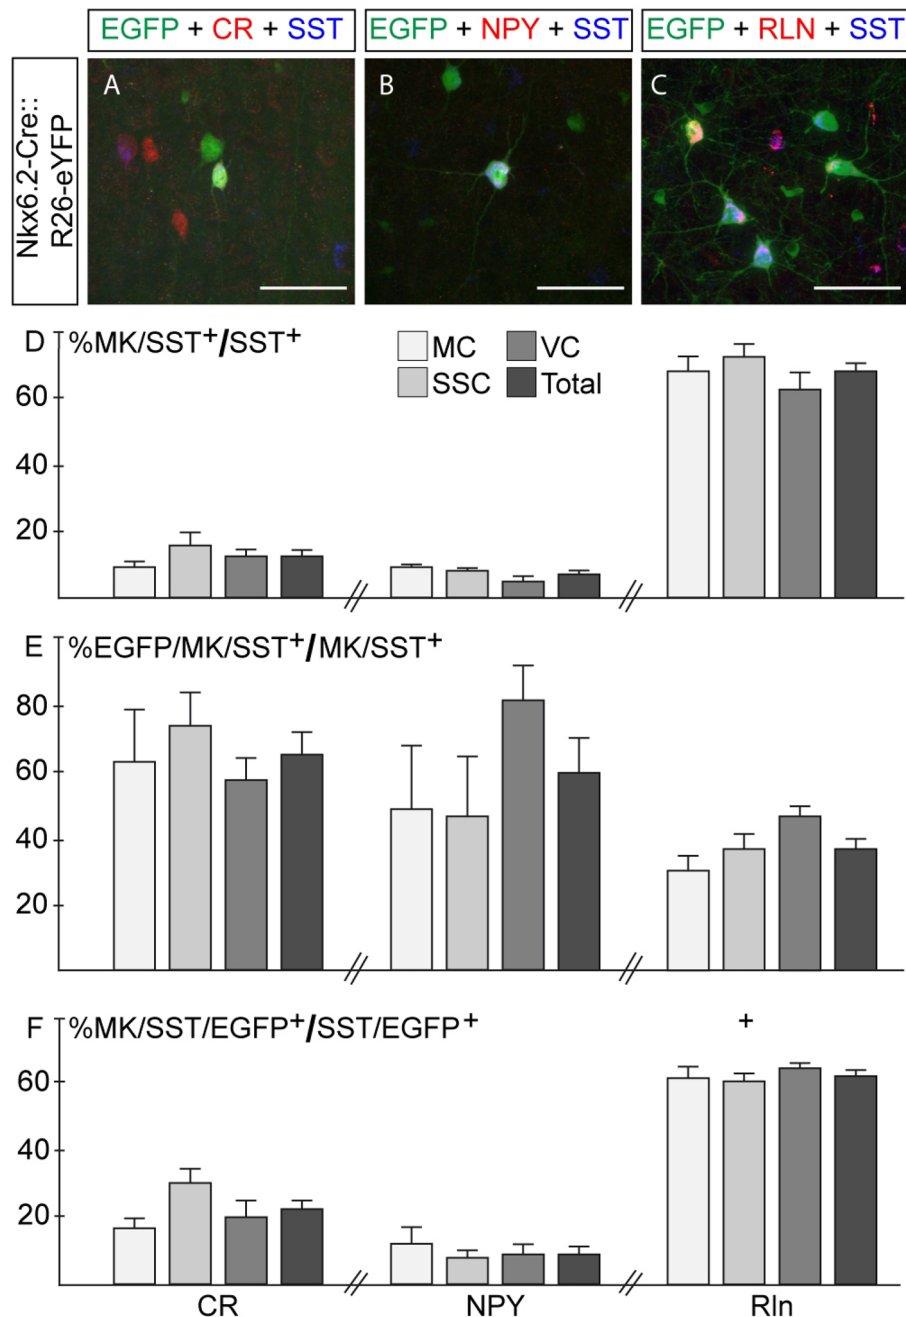 EGFP + CR + SST
EGFP + NPY + SST
EGFP + RLN + SST
Nkx6.2-Cre::
R26-eYFP
A
B
C
D %MK/SST⁺/SST⁺
MC
VC
SSC
Total
60
40
20
E %EGFP/MK/SST⁺/MK/SST⁺
80
60
40
20
F %MK/SST/EGFP⁺/SST/EGFP⁺
+
60
40
20
CR
NPY
Rln